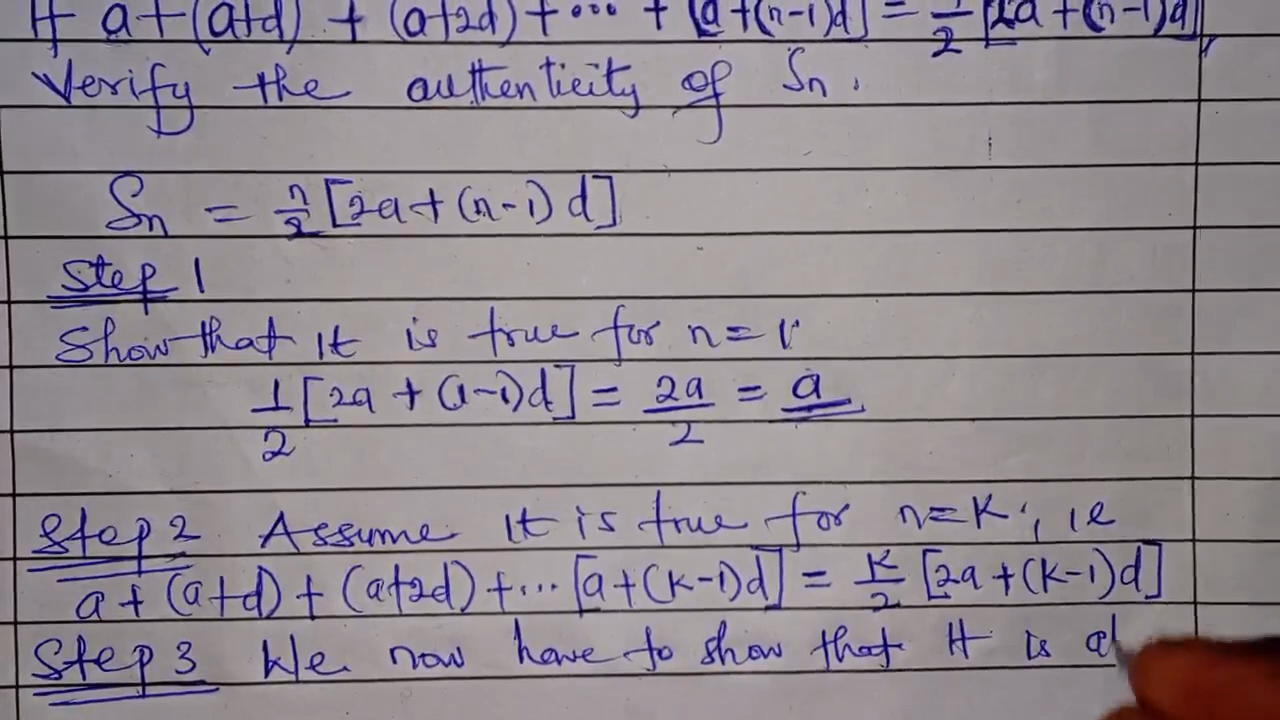 If a+(a+d) + (a+2d) +... + [a+(n-1)d] = n/2 [2a+(n-1)d],
Verify the authenticity of Sn.
Sn = n/2 [2a+(n-1)d]
Step 1
Show that it is true for n=1
1/2 [2a + (1-1)d] = 2a/2 = a
Step 2 Assume it is true for n=K, ie
a + (a+d) + (a+2d) +... [a+(K-1)d] = K/2 [2a+(K-1)d]
Step 3 We now have to show that it is